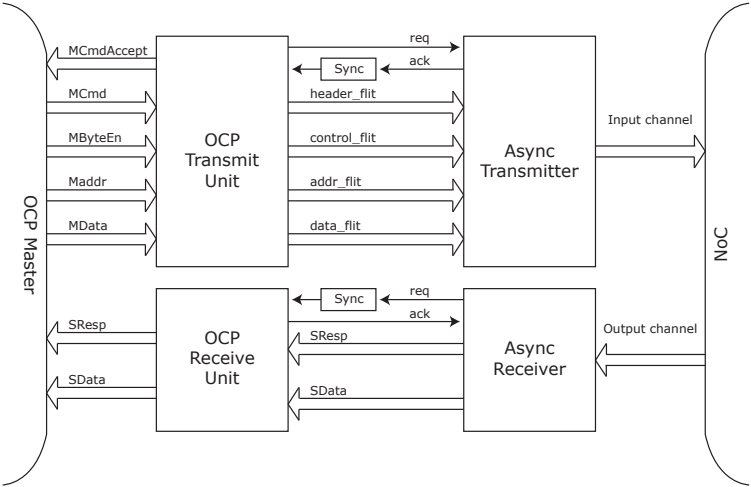 MCmdAccept
req
Sync
ack
MCmd
header_flit
MByteEn
control_flit
Maddr
addr_flit
MData
data_flit
OCP
Transmit
Unit
Async
Transmitter
Input channel
OCP Master
NoC
req
Sync
ack
SResp
SResp
OCP
Receive
Unit
Async
Receiver
Output channel
SData
SData